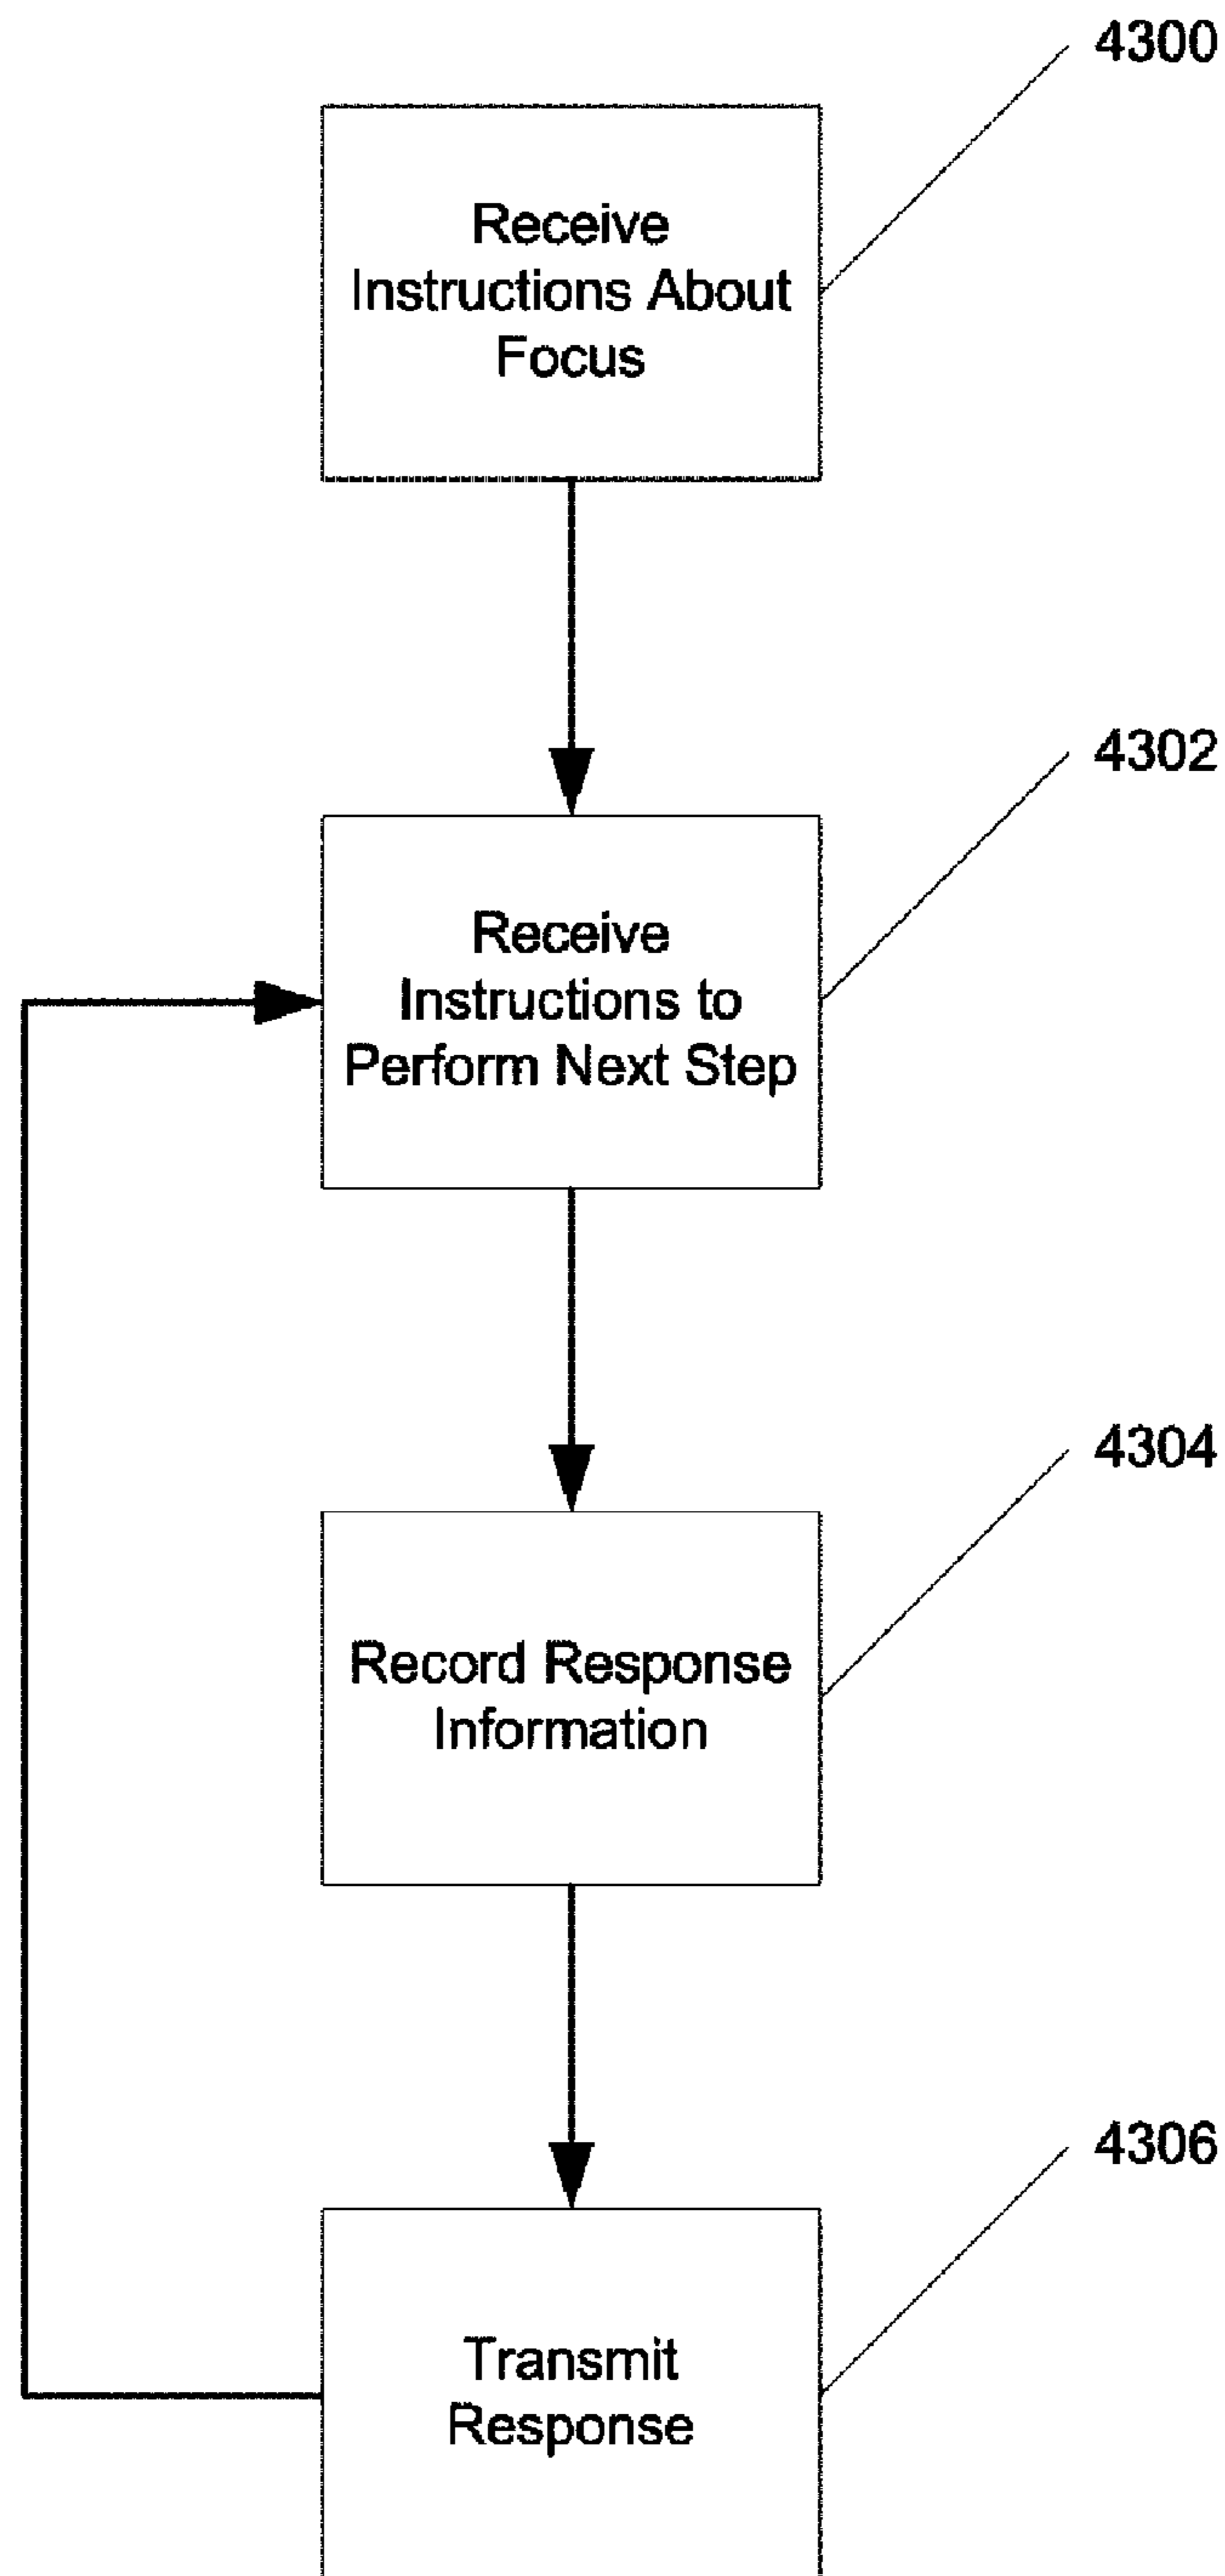 4300
Receive
Instructions About
Focus
4302
Receive
Instructions to
Perform Next Step
4304
Record Response
Information
4306
Transmit
Response